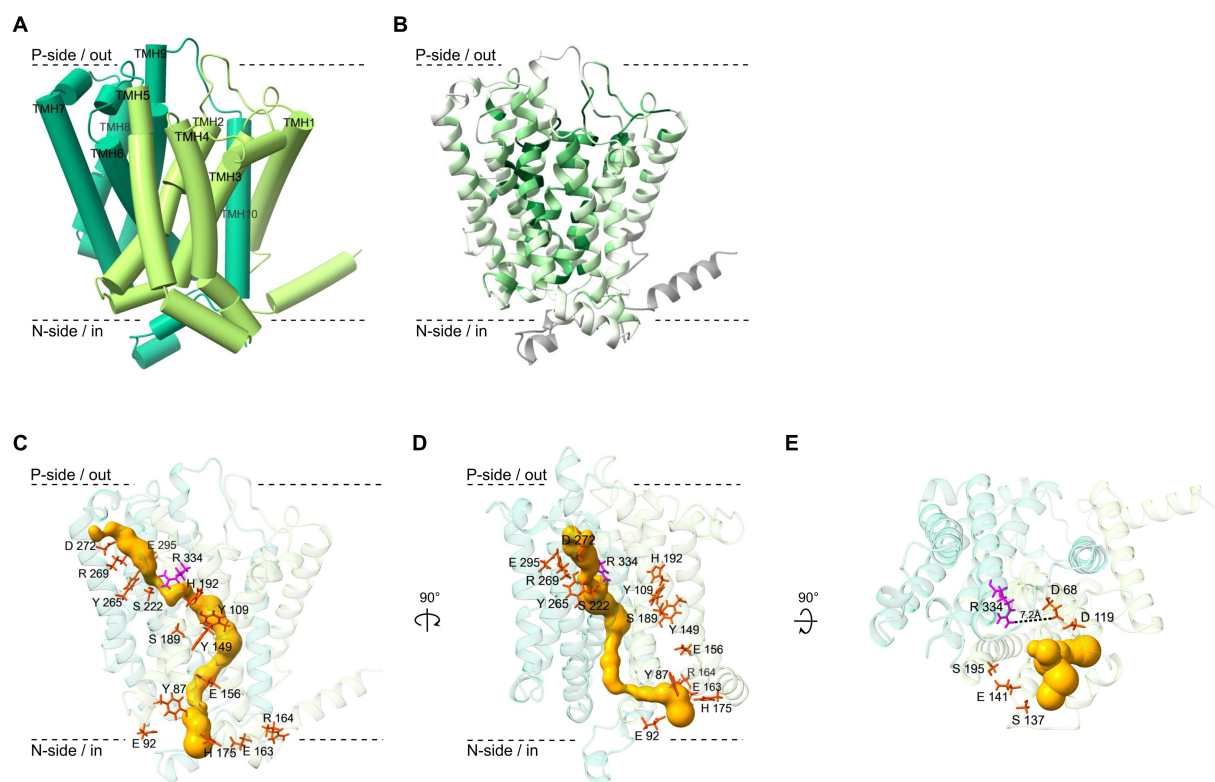 A
P-side / out
TMH9
TMH5
TMH7
TMH8
TMH2
TMH1
TMH4
TMH6
TMH3
TMH10
N-side / in
B
P-side / out
N-side / in
C
P-side / out
D 272
E 295
R 334
R 269
H 192
Y 265
S 222
Y 109
S 189
Y 149
Y 87
E 156
R 164
E 92
H 175
E 163
N-side / in
90°
D
P-side / out
D 272
E 295
R 334
H 192
R 269
Y 265
S 222
Y 109
S 189
Y 149
E 156
Y 87
R 164
E 163
H 175
E 92
N-side / in
90°
E
D 68
R 334
7.2Å
D 119
S 195
E 141
S 137